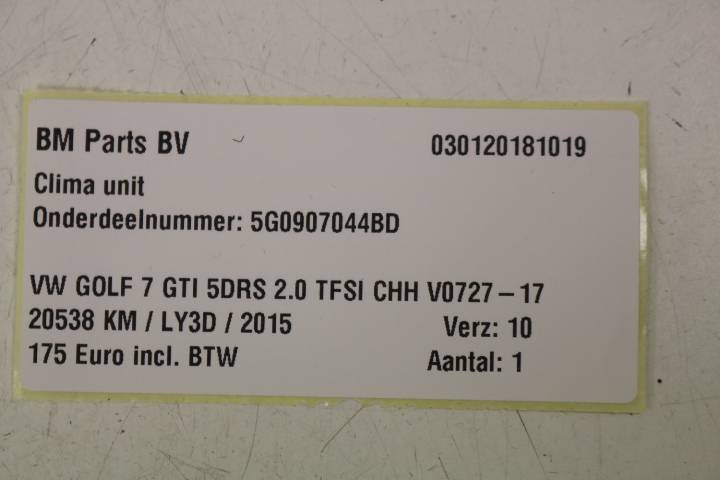 BM Parts BV 030120181019
Clima unit
Onderdeelnummer: 5G0907044BD
VW GOLF 7 GTI 5DRS 2.0 TFSI CHH V0727-17
20538 KM / LY3D / 2015 Verz: 10
175 Euro incl. BTW Aantal: 1